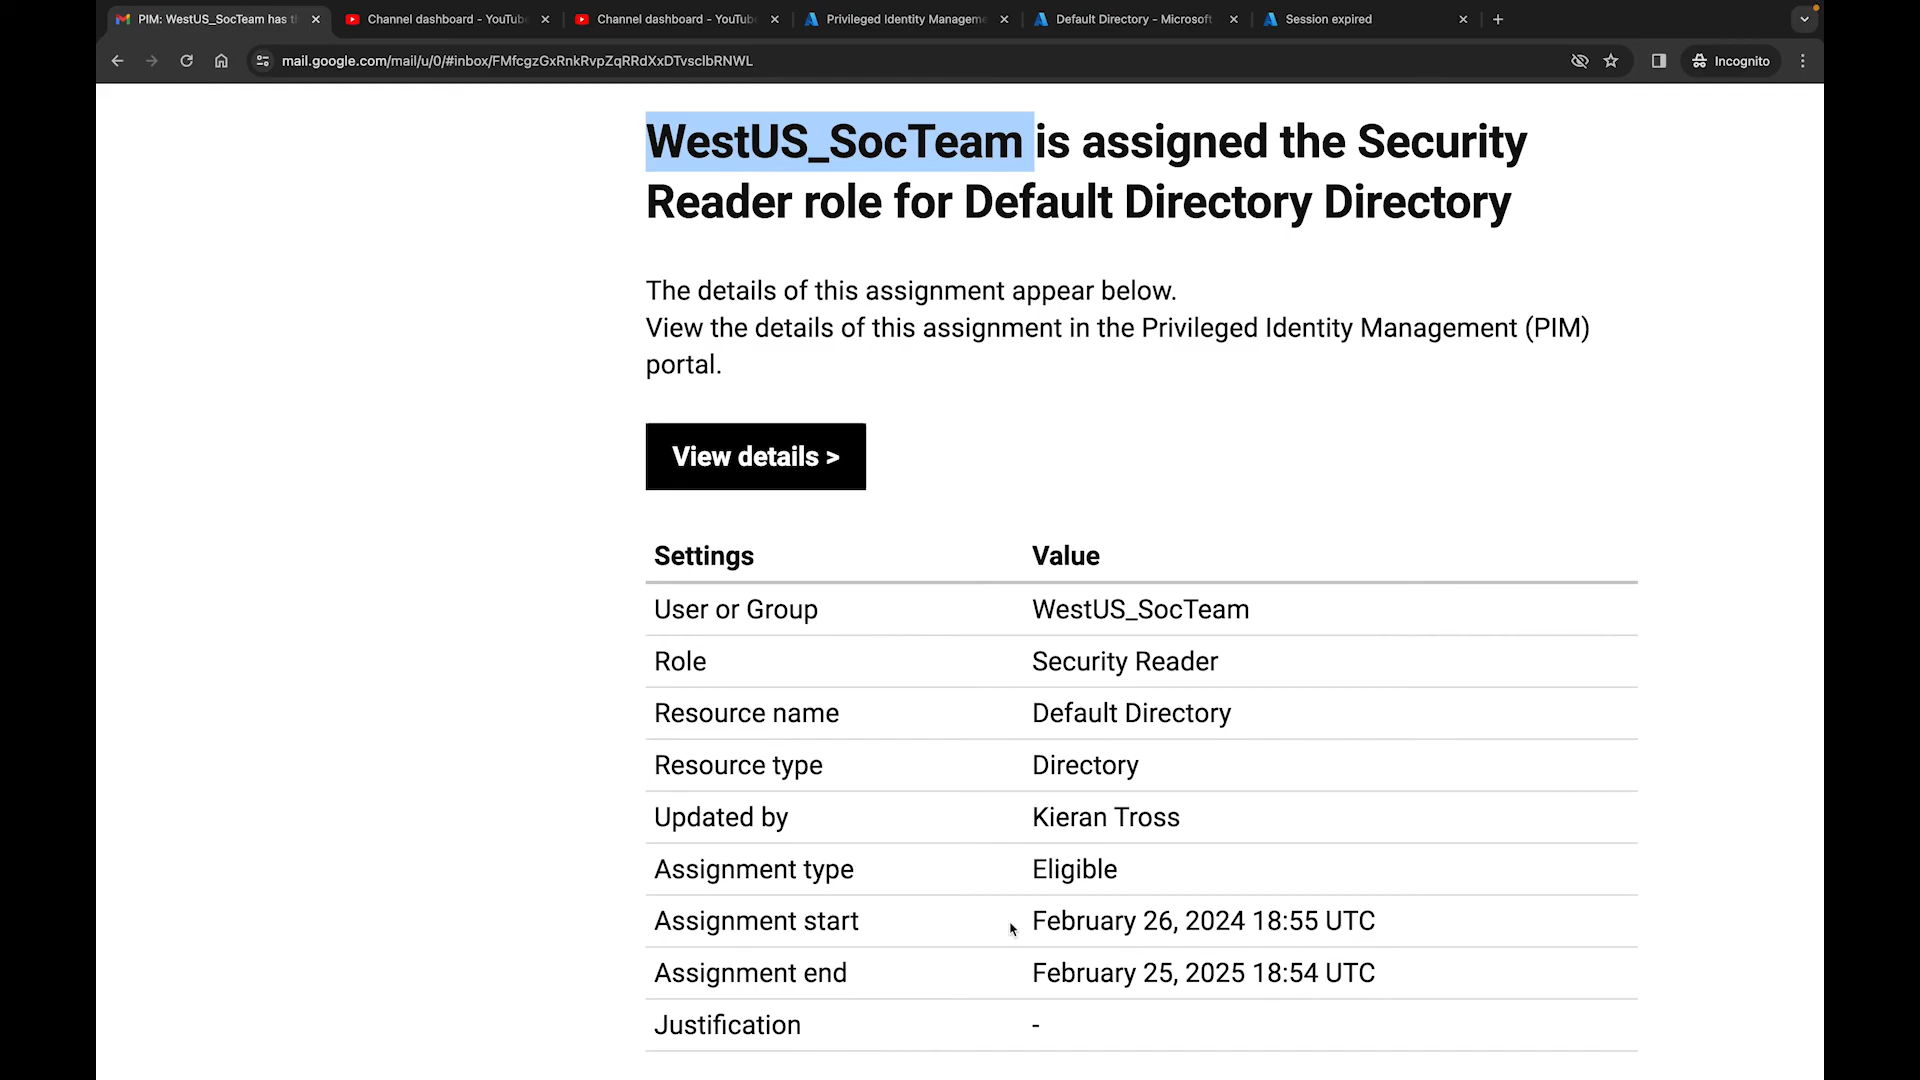 PIM: WestUS_SocTeam has th
Channel dashboard - YouTube
Channel dashboard - YouTube
Privileged Identity Manageme
Default Directory - Microsoft
Session expired
mail.google.com/mail/u/0/#inbox/FMfcgzGxRnkRvpZqRRdXxDTvsclbRNWL
Incognito
WestUS_SocTeam is assigned the Security
Reader role for Default Directory Directory
The details of this assignment appear below.
View the details of this assignment in the Privileged Identity Management (PIM)
portal.
View details >
Settings Value
User or Group WestUS_SocTeam
Role Security Reader
Resource name Default Directory
Resource type Directory
Updated by Kieran Tross
Assignment type Eligible
Assignment start February 26, 2024 18:55 UTC
Assignment end February 25, 2025 18:54 UTC
Justification -